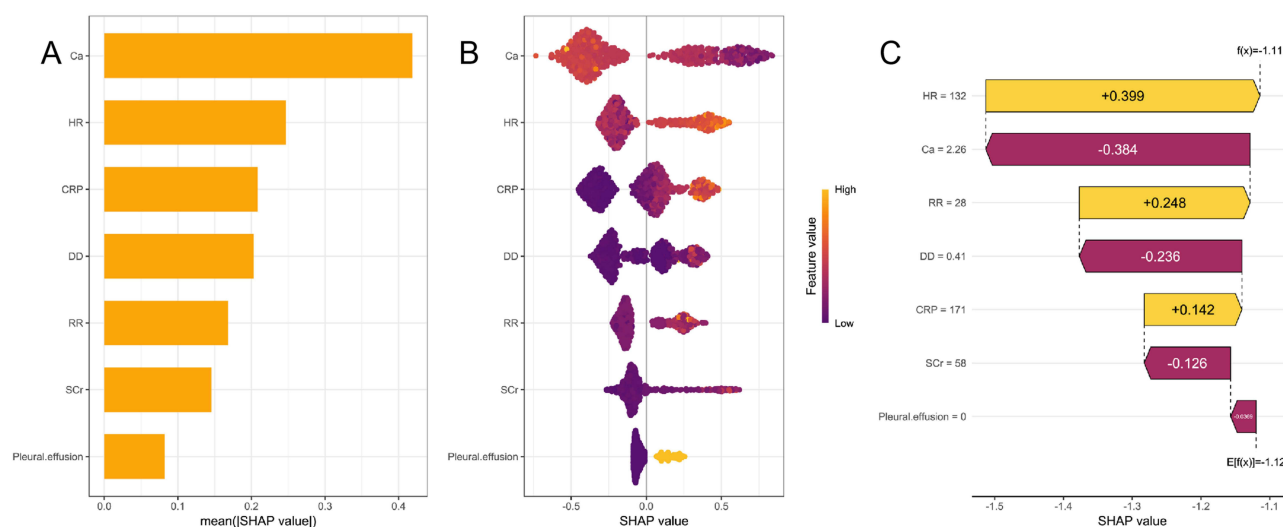 A
Ca
HR
CRP
DD
RR
SCr
Pleural.effusion
0.0
0.1
0.2
0.3
0.4
mean(|SHAP value|)
B
Ca
HR
CRP
DD
RR
SCr
Pleural.effusion
-0.5
0.0
0.5
SHAP value
High
Feature value
Low
C
f(x)=-1.11
HR = 132
+0.399
Ca = 2.26
-0.384
RR = 28
+0.248
DD = 0.41
-0.236
CRP = 171
+0.142
SCr = 58
-0.126
Pleural.effusion = 0
-0.0369
E[f(x)]=-1.12
-1.5
-1.4
-1.3
-1.2
-1.1
SHAP value